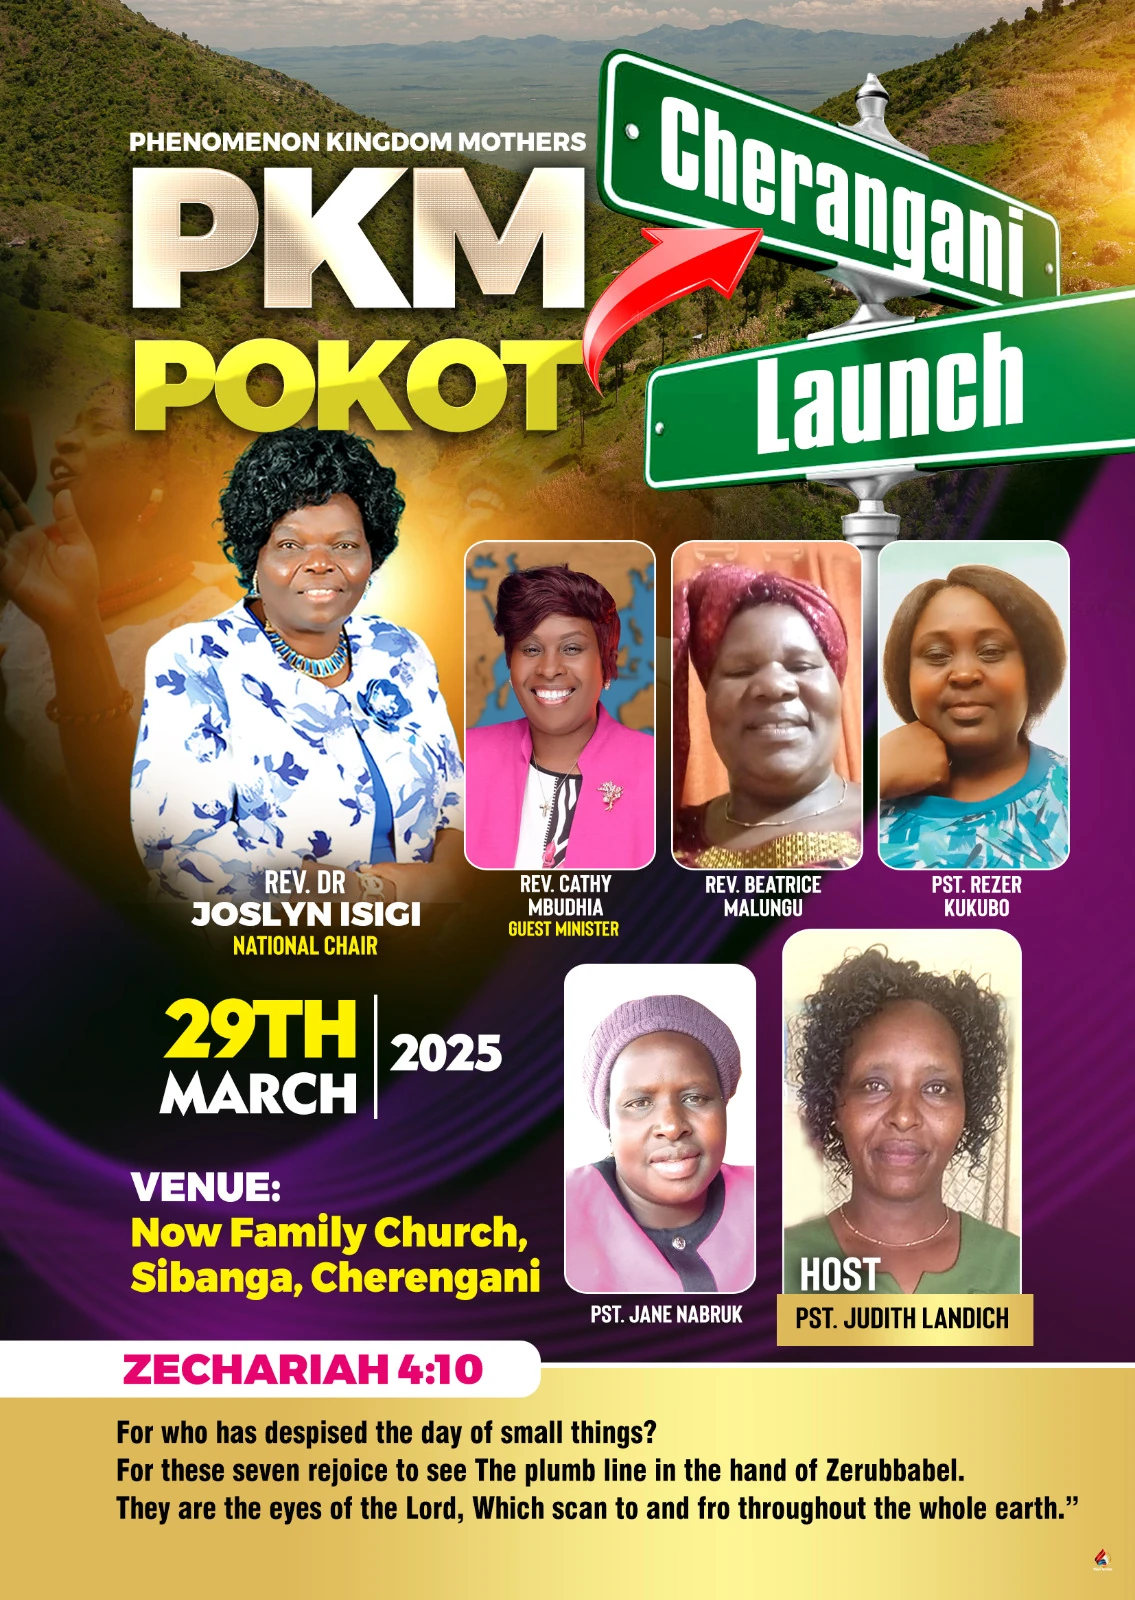 PHENOMENON KINGDOM MOTHERS
PKM
POKOT
Cherangani
Launch
REV. DR
JOSLYN ISIGI
NATIONAL CHAIR
REV. CATHY
MBUDHIA
GUEST MINISTER
REV. BEATRICE
MALUNGU
PST. REZER
KUKUBO
29TH
MARCH
2025
VENUE:
Now Family Church,
Sibanga, Cherengani
PST. JANE NABRUK
HOST
PST. JUDITH LANDICH
ZECHARIAH 4:10
For who has despised the day of small things?
For these seven rejoice to see The plumb line in the hand of Zerubbabel.
They are the eyes of the Lord, Which scan to and fro throughout the whole earth.”